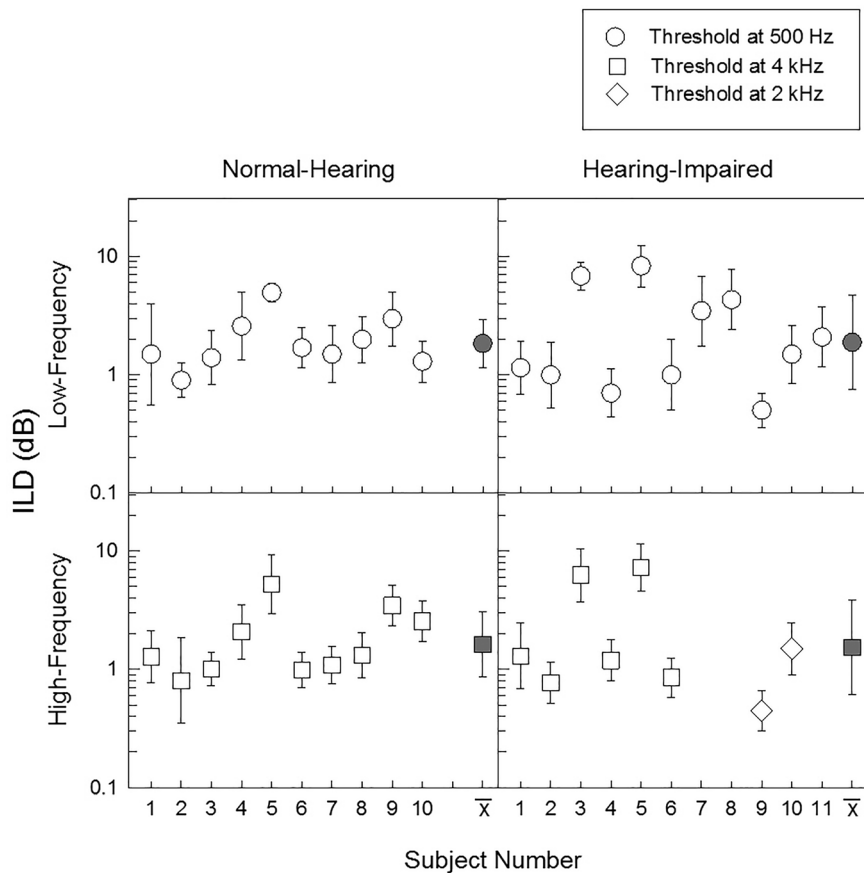 Threshold at 500 Hz
Threshold at 4 kHz
Threshold at 2 kHz
Normal-Hearing
Hearing-Impaired
ILD (dB)
Low-Frequency
10
1
0.1
High-Frequency
10
1
0.1
1 2 3 4 5 6 7 8 9 10 x̄
1 2 3 4 5 6 7 8 9 10 11 x̄
Subject Number